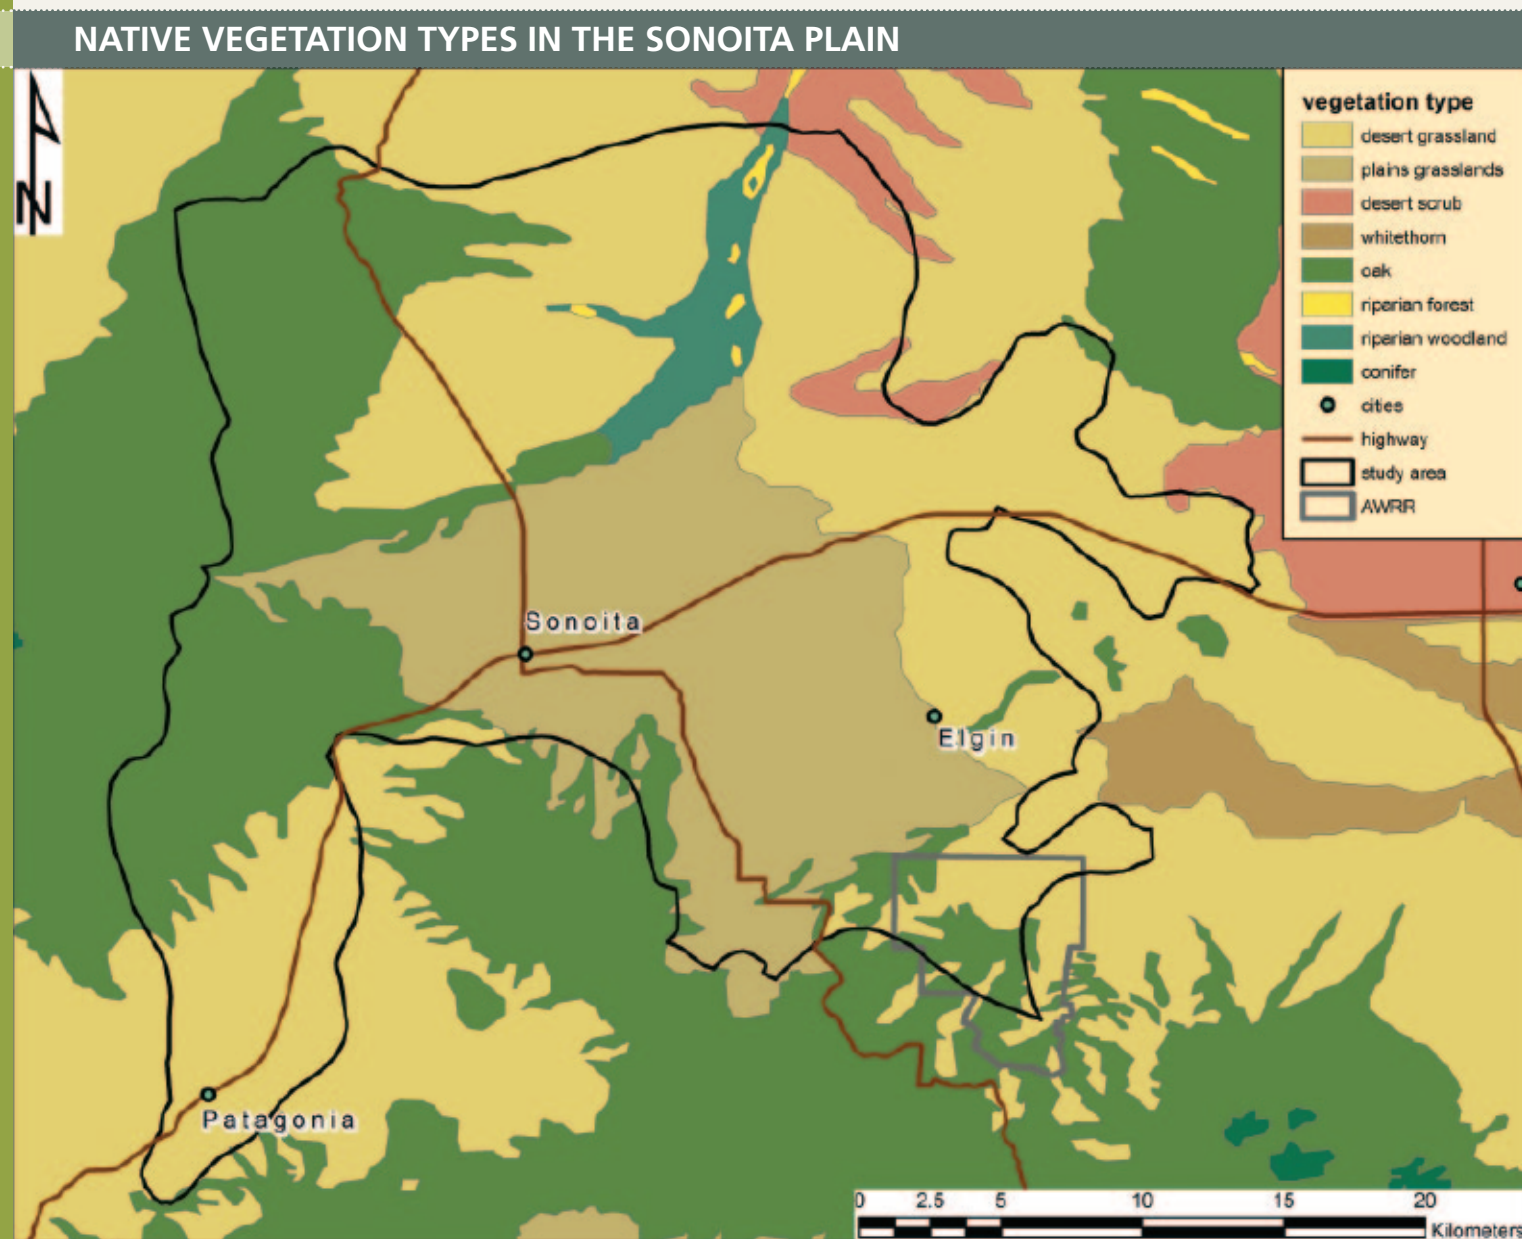 NATIVE VEGETATION TYPES IN THE SONOITA PLAIN
N
vegetation type
desert grassland
plains grasslands
desert scrub
whitethorn
oak
riparian forest
riparian woodland
conifer
cities
highway
study area
AWRR
Sonoita
Elgin
Patagonia
0 2.5 5 10 15 20
Kilometers